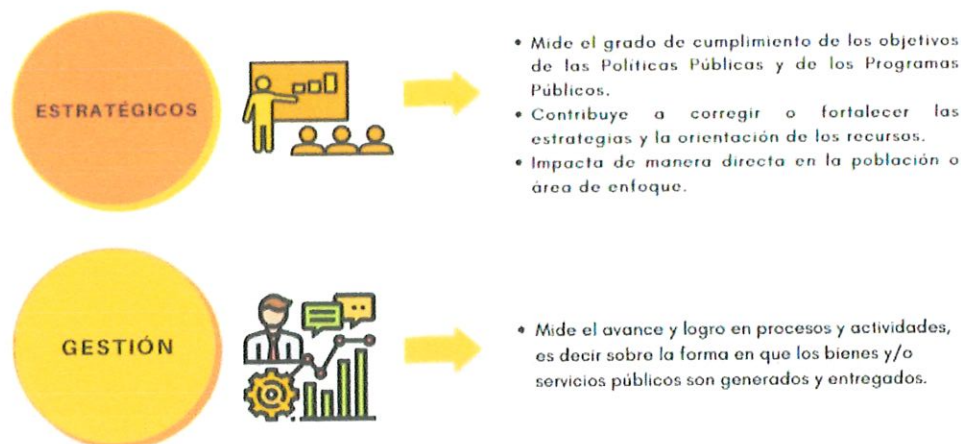 ESTRATÉGICOS
• Mide el grado de cumplimiento de los objetivos
de las Políticas Públicas y de los Programas
Públicos.
• Contribuye a corregir o fortalecer las
estrategias y la orientación de los recursos.
• Impacta de manera directa en la población o
área de enfoque.
GESTIÓN
• Mide el avance y logro en procesos y actividades,
es decir sobre la forma en que los bienes y/o
servicios públicos son generados y entregados.